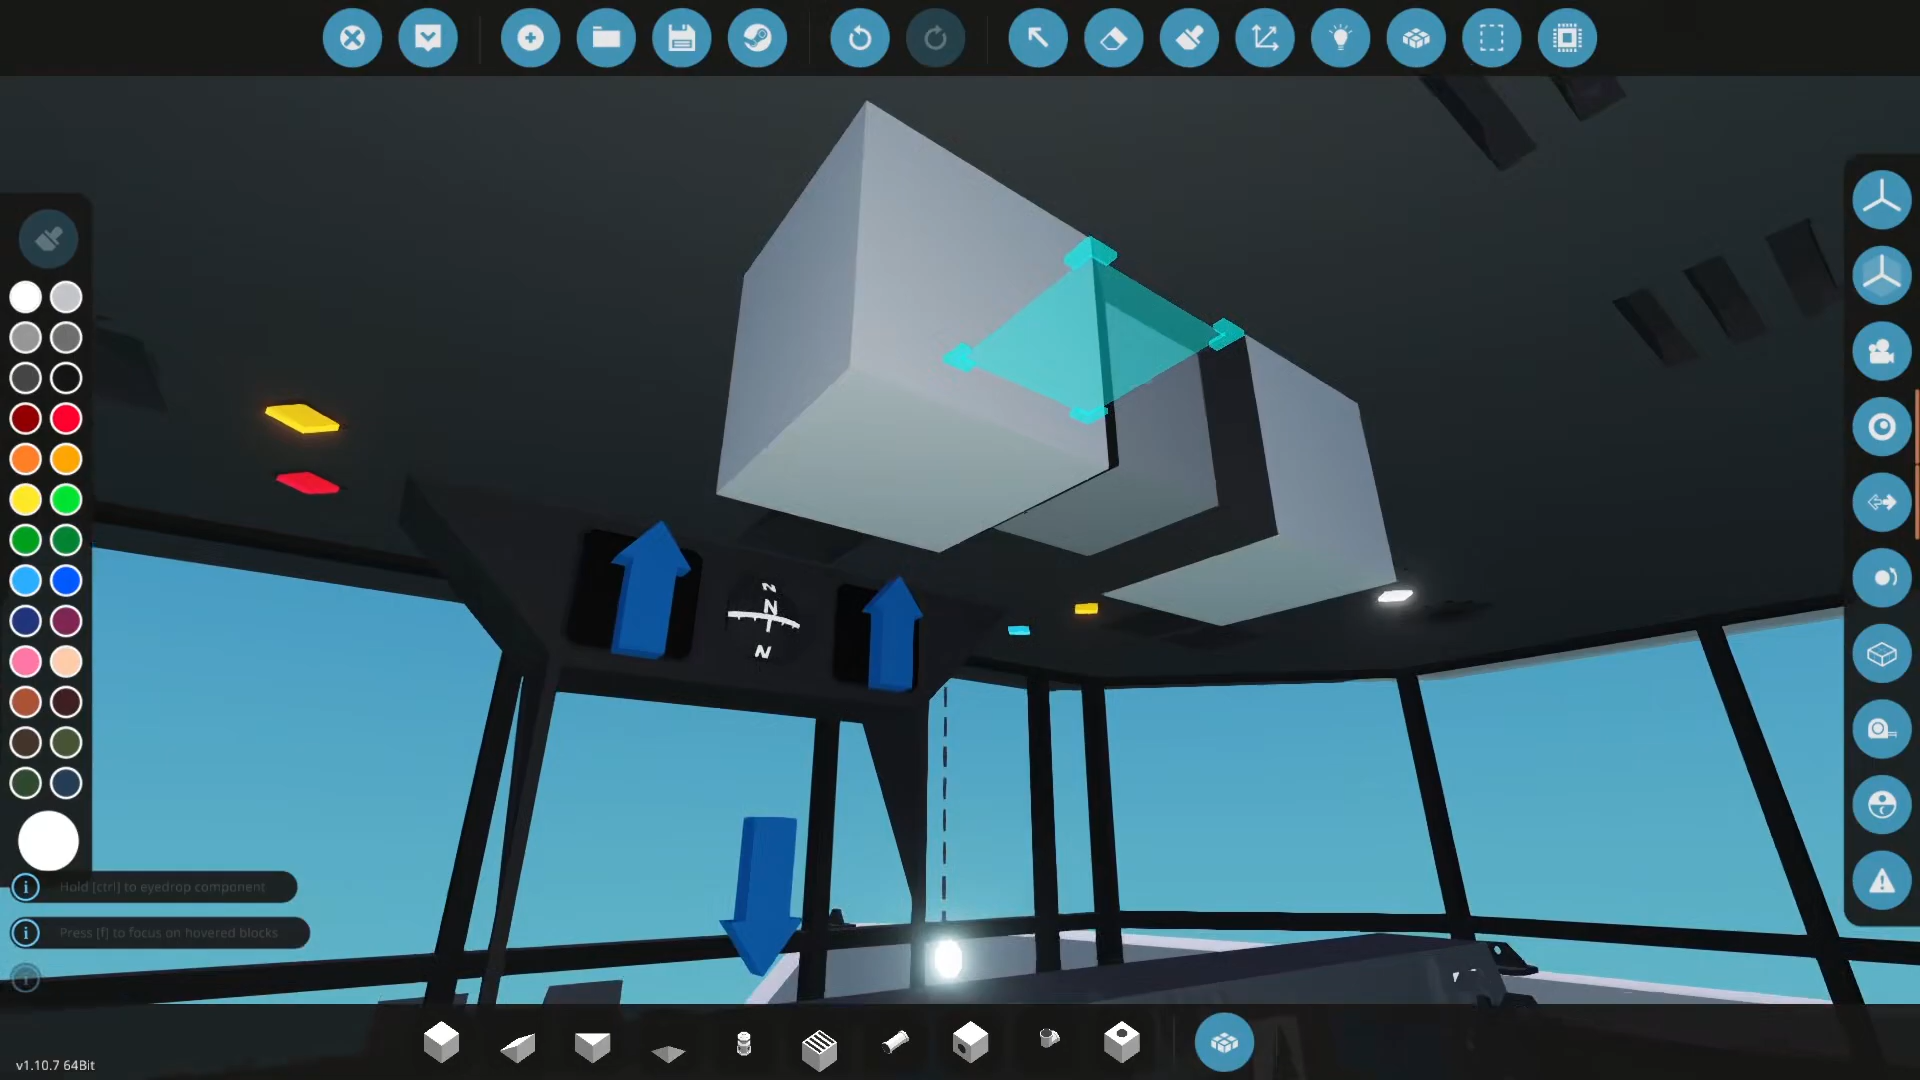 N
N
N
Hold [ctrl] to eyedrop component
Press [f] to focus on hovered blocks
v1.10.7 64Bit